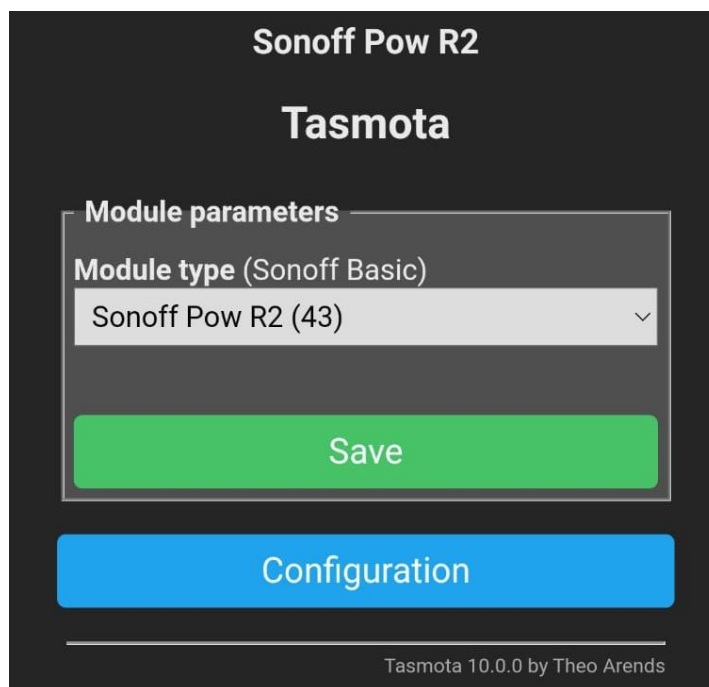 Sonoff Pow R2
Tasmota
Module parameters
Module type (Sonoff Basic)
Sonoff Pow R2 (43)
Save
Configuration
Tasmota 10.0.0 by Theo Arends